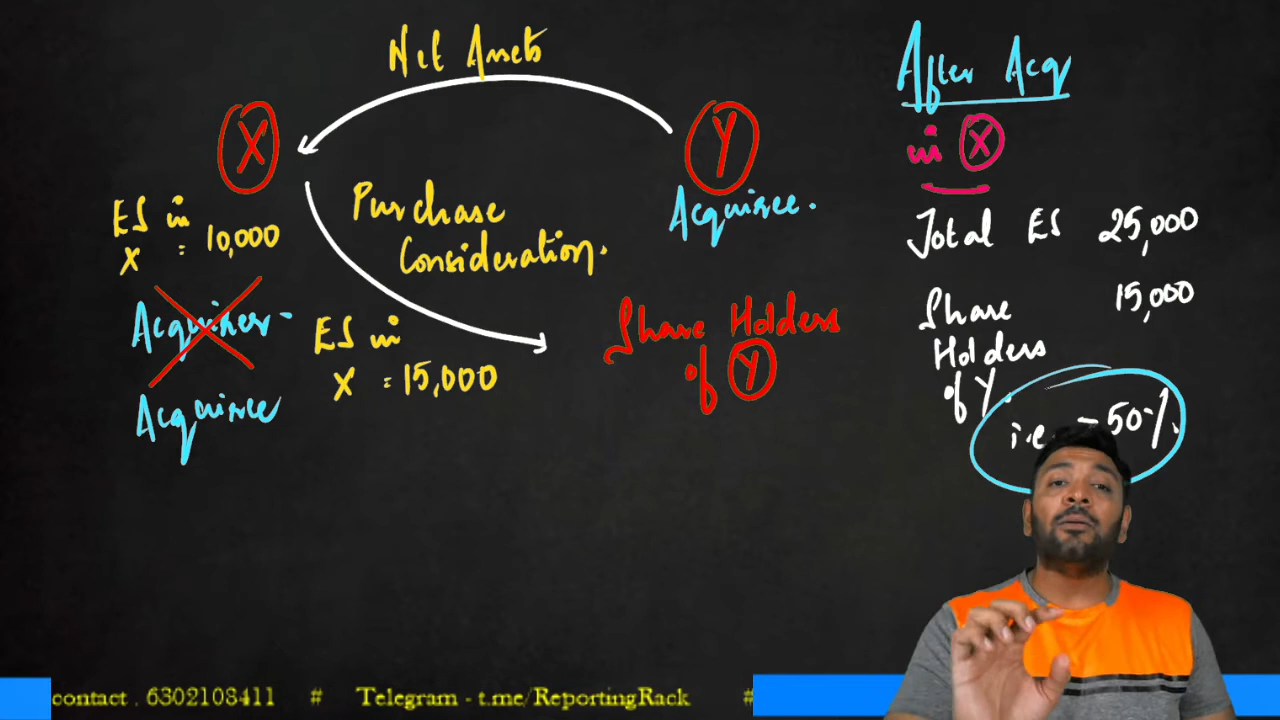 Net Assets
X
Y
Acquiree.
ES in
X = 10,000
Purchase
Consideration.
Acquirer
Acquiree
ES in
X = 15,000
Share Holders
of Y
After Acq
in X
Total ES 25,000
Share 15,000
Holders
of Y.
i.e. 50%
contact . 6302108411 # Telegram - t.me/ReportingRack #